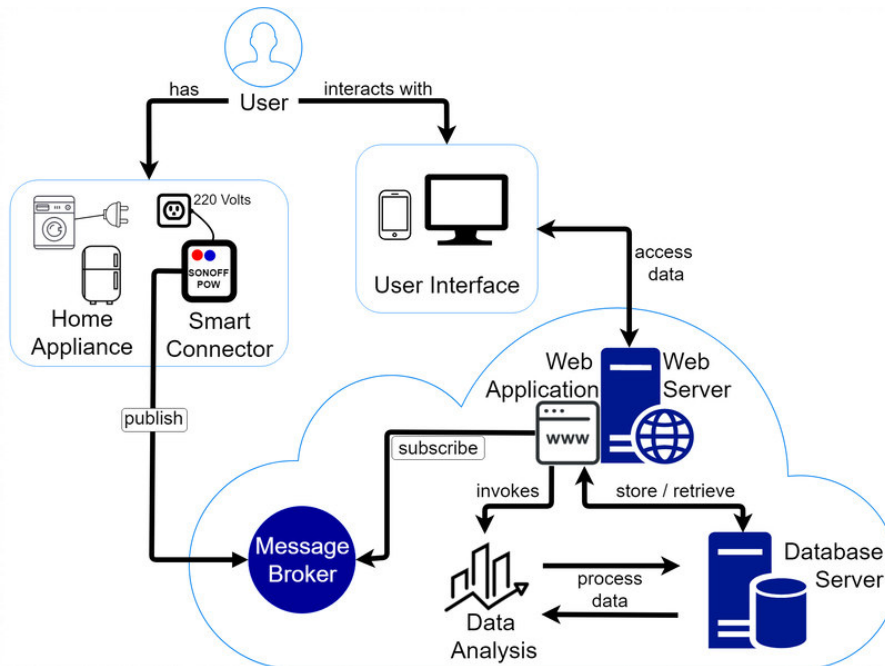 has
interacts with
User
220 Volts
SONOFF
POW
Home
Appliance
Smart
Connector
User Interface
access
data
publish
subscribe
Web
Application
Web
Server
www
invokes
store / retrieve
Message
Broker
Data
Analysis
process
data
Database
Server